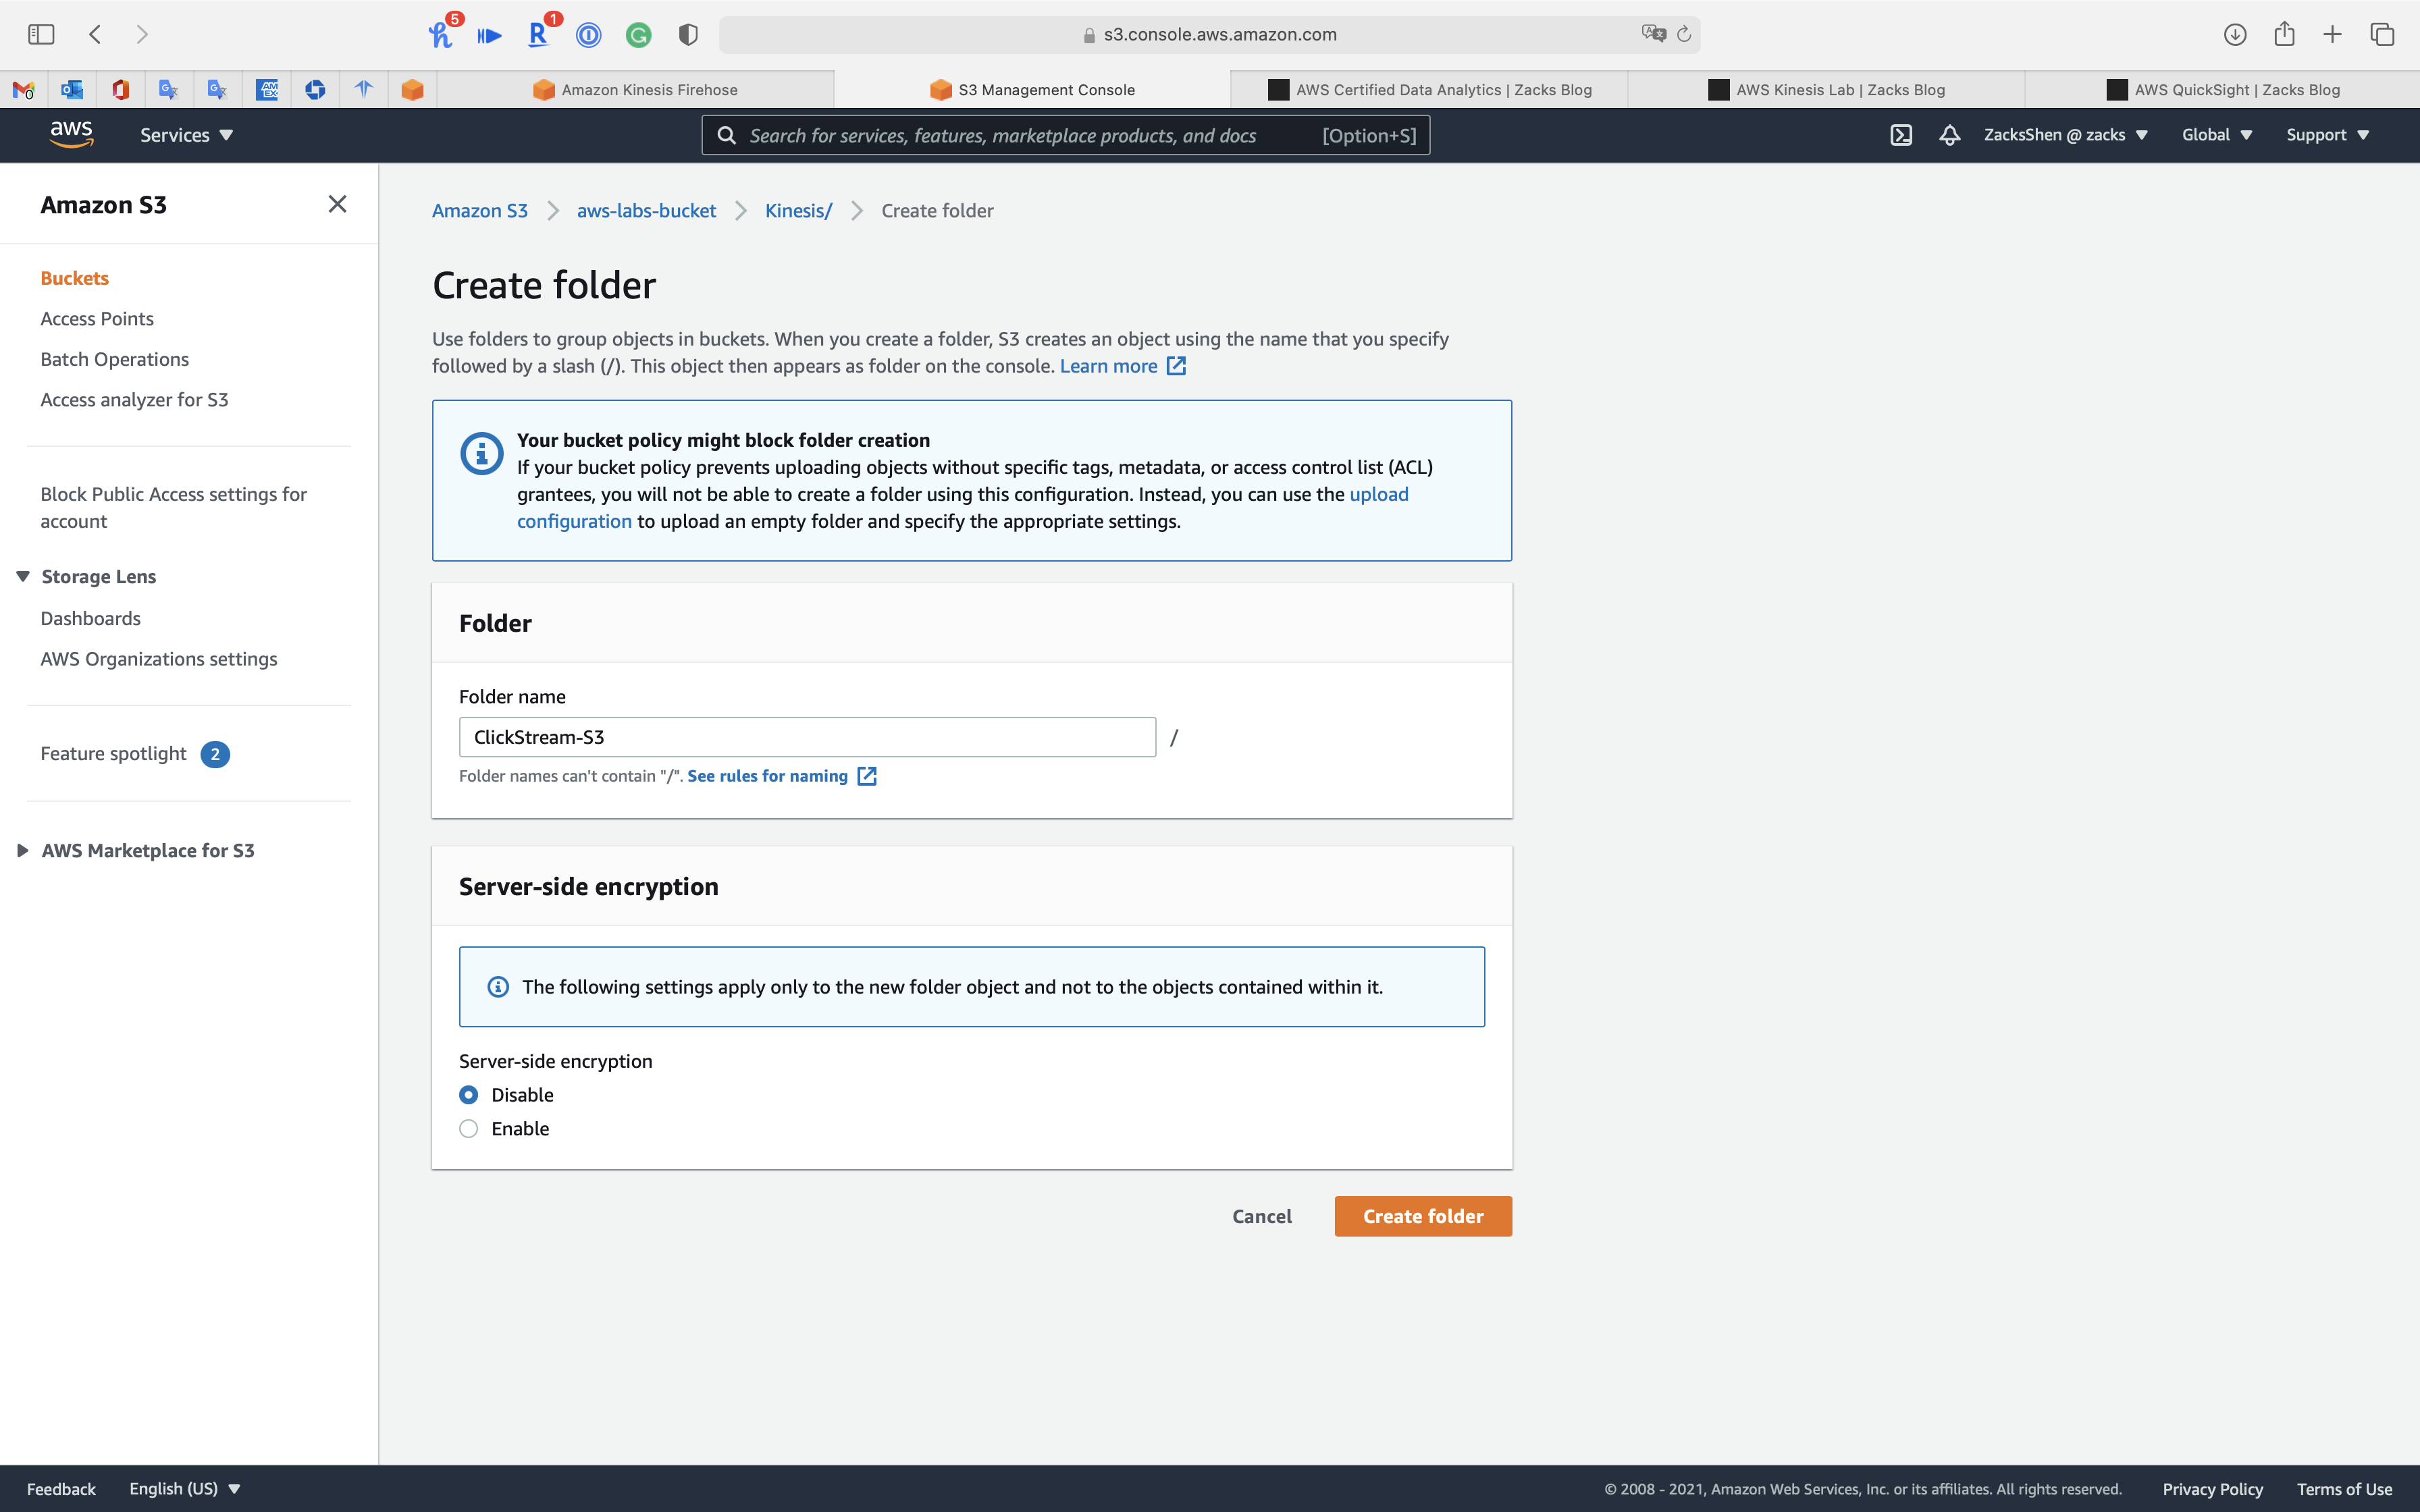 5
1
s3.console.aws.amazon.com
Amazon Kinesis Firehose
S3 Management Console
AWS Certified Data Analytics | Zacks Blog
AWS Kinesis Lab | Zacks Blog
AWS QuickSight | Zacks Blog
aws
Services
Search for services, features, marketplace products, and docs
[Option+S]
ZacksShen @ zacks
Global
Support
Amazon S3
Buckets
Access Points
Batch Operations
Access analyzer for S3
Block Public Access settings for
account
Storage Lens
Dashboards
AWS Organizations settings
Feature spotlight 2
AWS Marketplace for S3
Amazon S3 > aws-labs-bucket > Kinesis/ > Create folder
Create folder
Use folders to group objects in buckets. When you create a folder, S3 creates an object using the name that you specify
followed by a slash (/). This object then appears as folder on the console. Learn more
Your bucket policy might block folder creation
If your bucket policy prevents uploading objects without specific tags, metadata, or access control list (ACL)
grantees, you will not be able to create a folder using this configuration. Instead, you can use the upload
configuration to upload an empty folder and specify the appropriate settings.
Folder
Folder name
ClickStream-S3 /
Folder names can't contain "/". See rules for naming
Server-side encryption
The following settings apply only to the new folder object and not to the objects contained within it.
Server-side encryption
Disable
Enable
Cancel
Create folder
Feedback
English (US)
© 2008 - 2021, Amazon Web Services, Inc. or its affiliates. All rights reserved.
Privacy Policy
Terms of Use